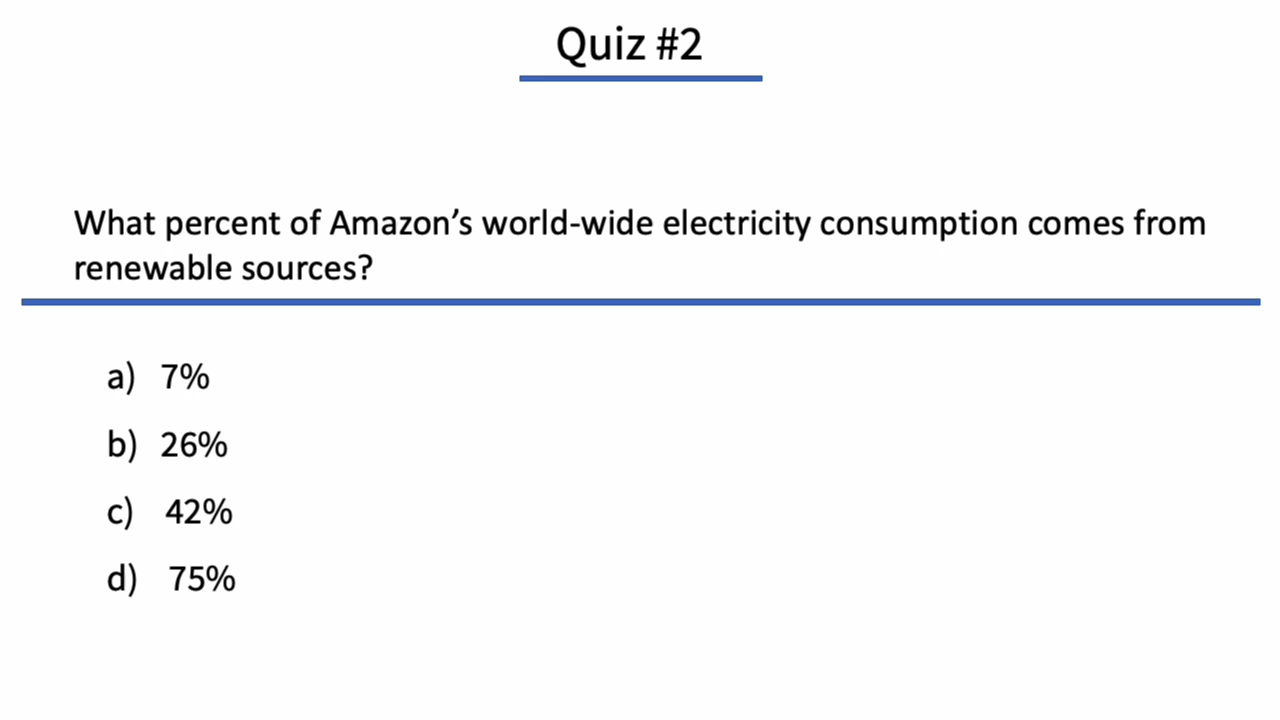 Quiz #2
What percent of Amazon’s world-wide electricity consumption comes from
renewable sources?
a) 7%
b) 26%
c) 42%
d) 75%